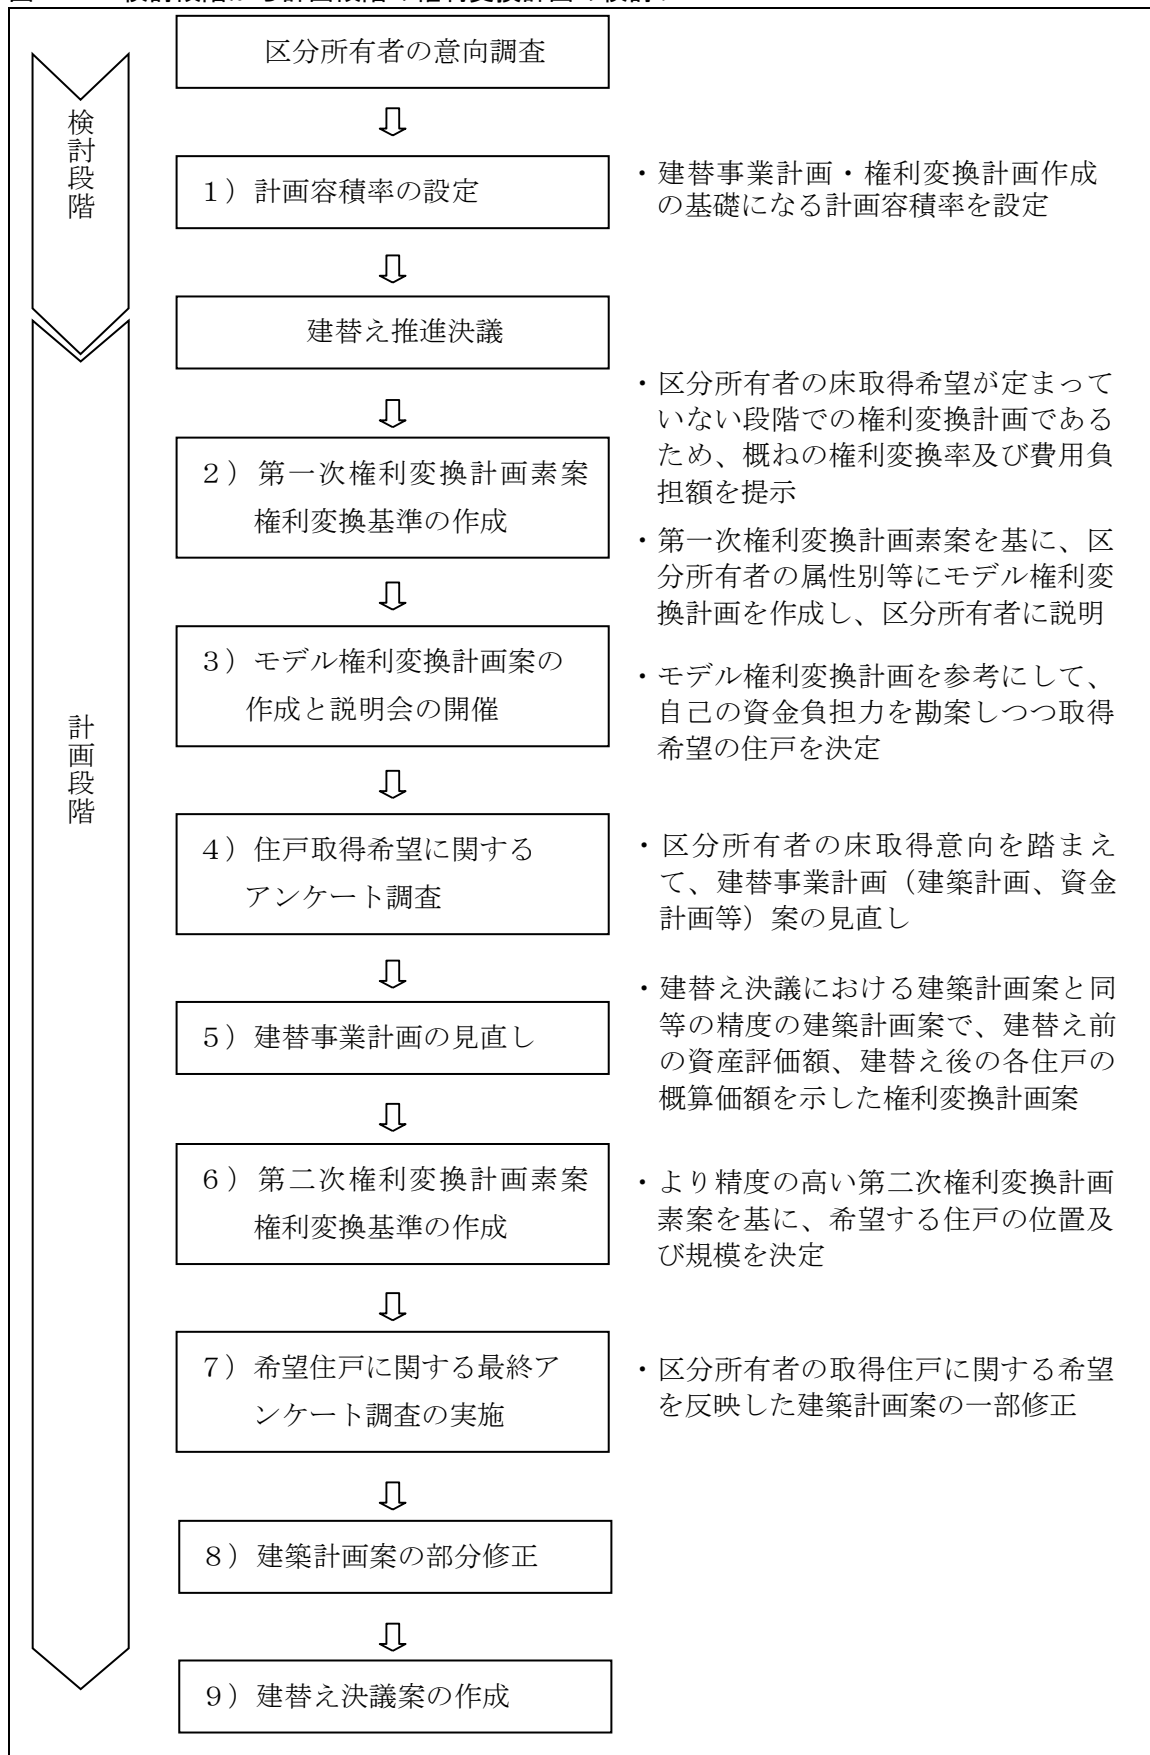 区分所有者の意向調査
検討段階
1）計画容積率の設定
・建替事業計画・権利変換計画作成
の基礎になる計画容積率を設定
建替え推進決議
計画段階
2）第一次権利変換計画素案
権利変換基準の作成
・区分所有者の床取得希望が定まって
いない段階での権利変換計画である
ため、概ねの権利変換率及び費用負
担額を提示
・第一次権利変換計画素案を基に、区
分所有者の属性別等にモデル権利変
換計画を作成し、区分所有者に説明
3）モデル権利変換計画案の
作成と説明会の開催
・モデル権利変換計画を参考にして、
自己の資金負担力を勘案しつつ取得
希望の住戸を決定
4）住戸取得希望に関する
アンケート調査
・区分所有者の床取得意向を踏まえ
て、建替事業計画（建築計画、資金
計画等）案の見直し
5）建替事業計画の見直し
・建替え決議における建築計画案と同
等の精度の建築計画案で、建替え前
の資産評価額、建替え後の各住戸の
概算価額を示した権利変換計画案
6）第二次権利変換計画素案
権利変換基準の作成
・より精度の高い第二次権利変換計画
素案を基に、希望する住戸の位置及
び規模を決定
7）希望住戸に関する最終ア
ンケート調査の実施
・区分所有者の取得住戸に関する希望
を反映した建築計画案の一部修正
8）建築計画案の部分修正
9）建替え決議案の作成